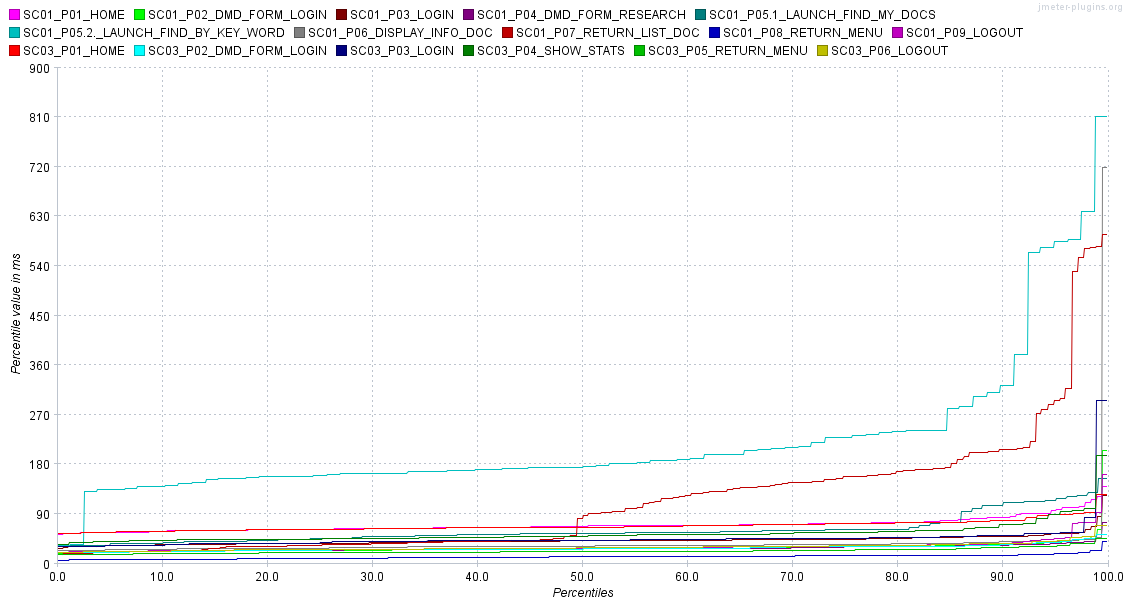 jmeter-plugins.org
SC01_P01_HOME SC01_P02_DMD_FORM_LOGIN SC01_P03_LOGIN SC01_P04_DMD_FORM_RESEARCH SC01_P05.1_LAUNCH_FIND_MY_DOCS
SC01_P05.2_LAUNCH_FIND_BY_KEY_WORD SC01_P06_DISPLAY_INFO_DOC SC01_P07_RETURN_LIST_DOC SC01_P08_RETURN_MENU SC01_P09_LOGOUT
SC03_P01_HOME SC03_P02_DMD_FORM_LOGIN SC03_P03_LOGIN SC03_P04_SHOW_STATS SC03_P05_RETURN_MENU SC03_P06_LOGOUT
900
810
720
630
540
450
360
270
180
90
0
Percentile value in ms
0.0 10.0 20.0 30.0 40.0 50.0 60.0 70.0 80.0 90.0 100.0
Percentiles